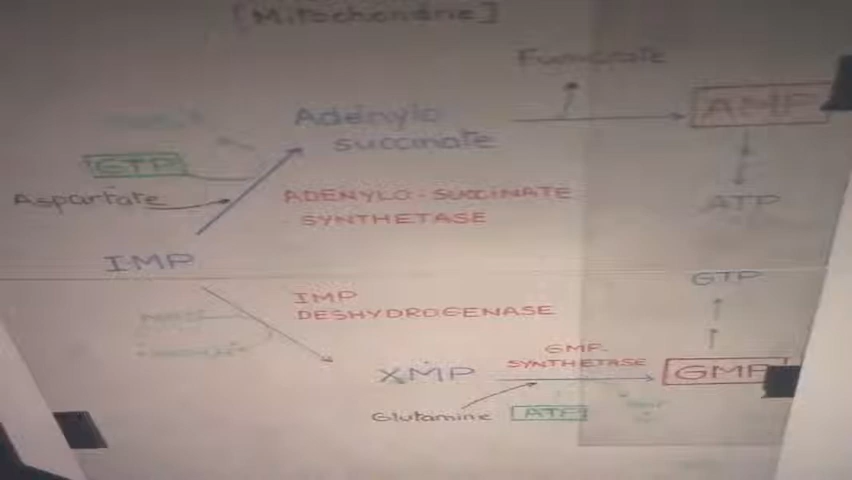 [Mitochondrie]
Fumarate
Adénylo
succinate
AMP
GTP
Aspartate
ADENYLO-SUCCINATE
SYNTHETASE
ATP
IMP
GTP
IMP
DESHYDROGENASE
GMP
SYNTHETASE
XMP
GMP
Glutamine
ATP